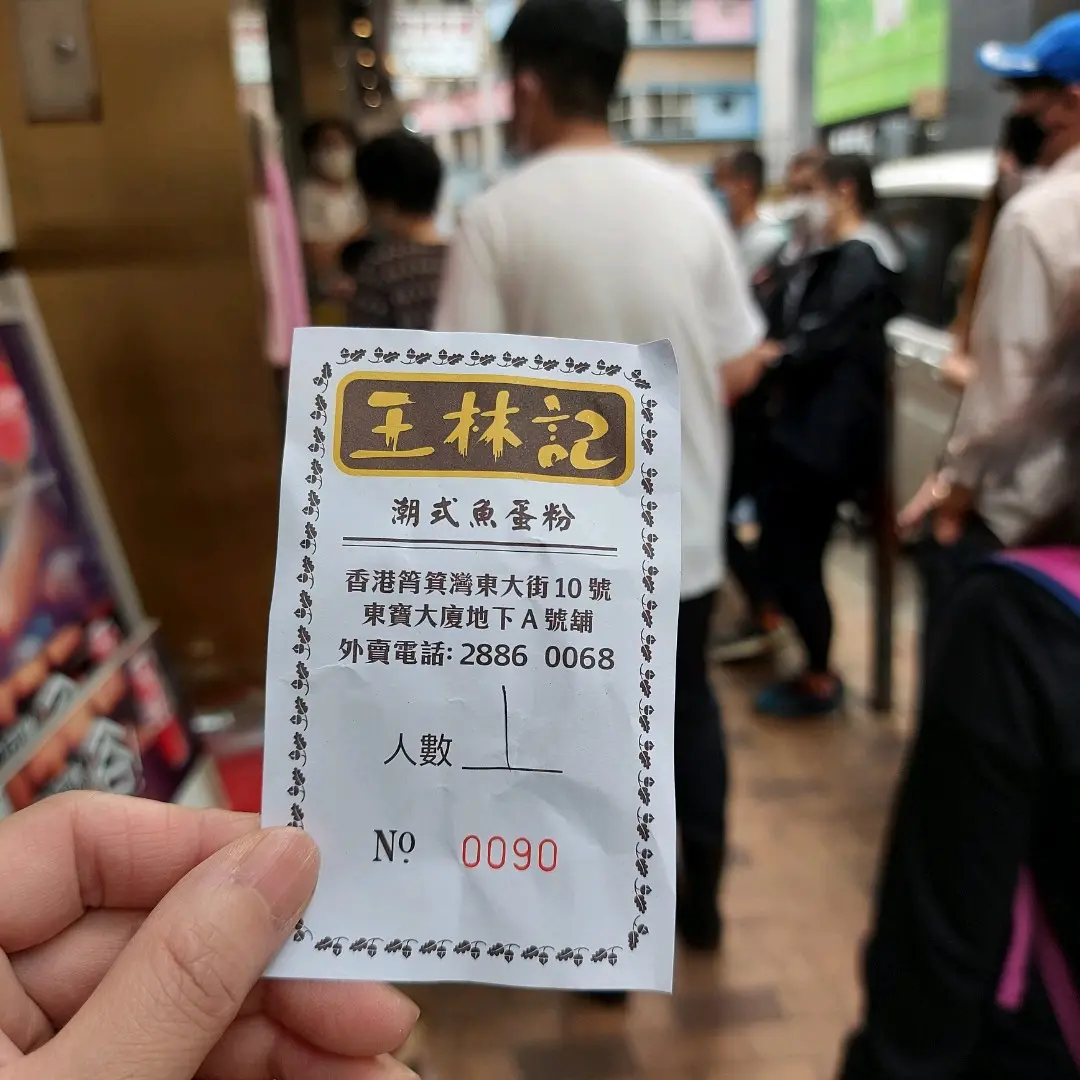 王林記
潮式魚蛋粉
香港筲箕灣東大街10號
東寶大廈地下A號舖
外賣電話: 2886 0068
人數 1
Nº 0090